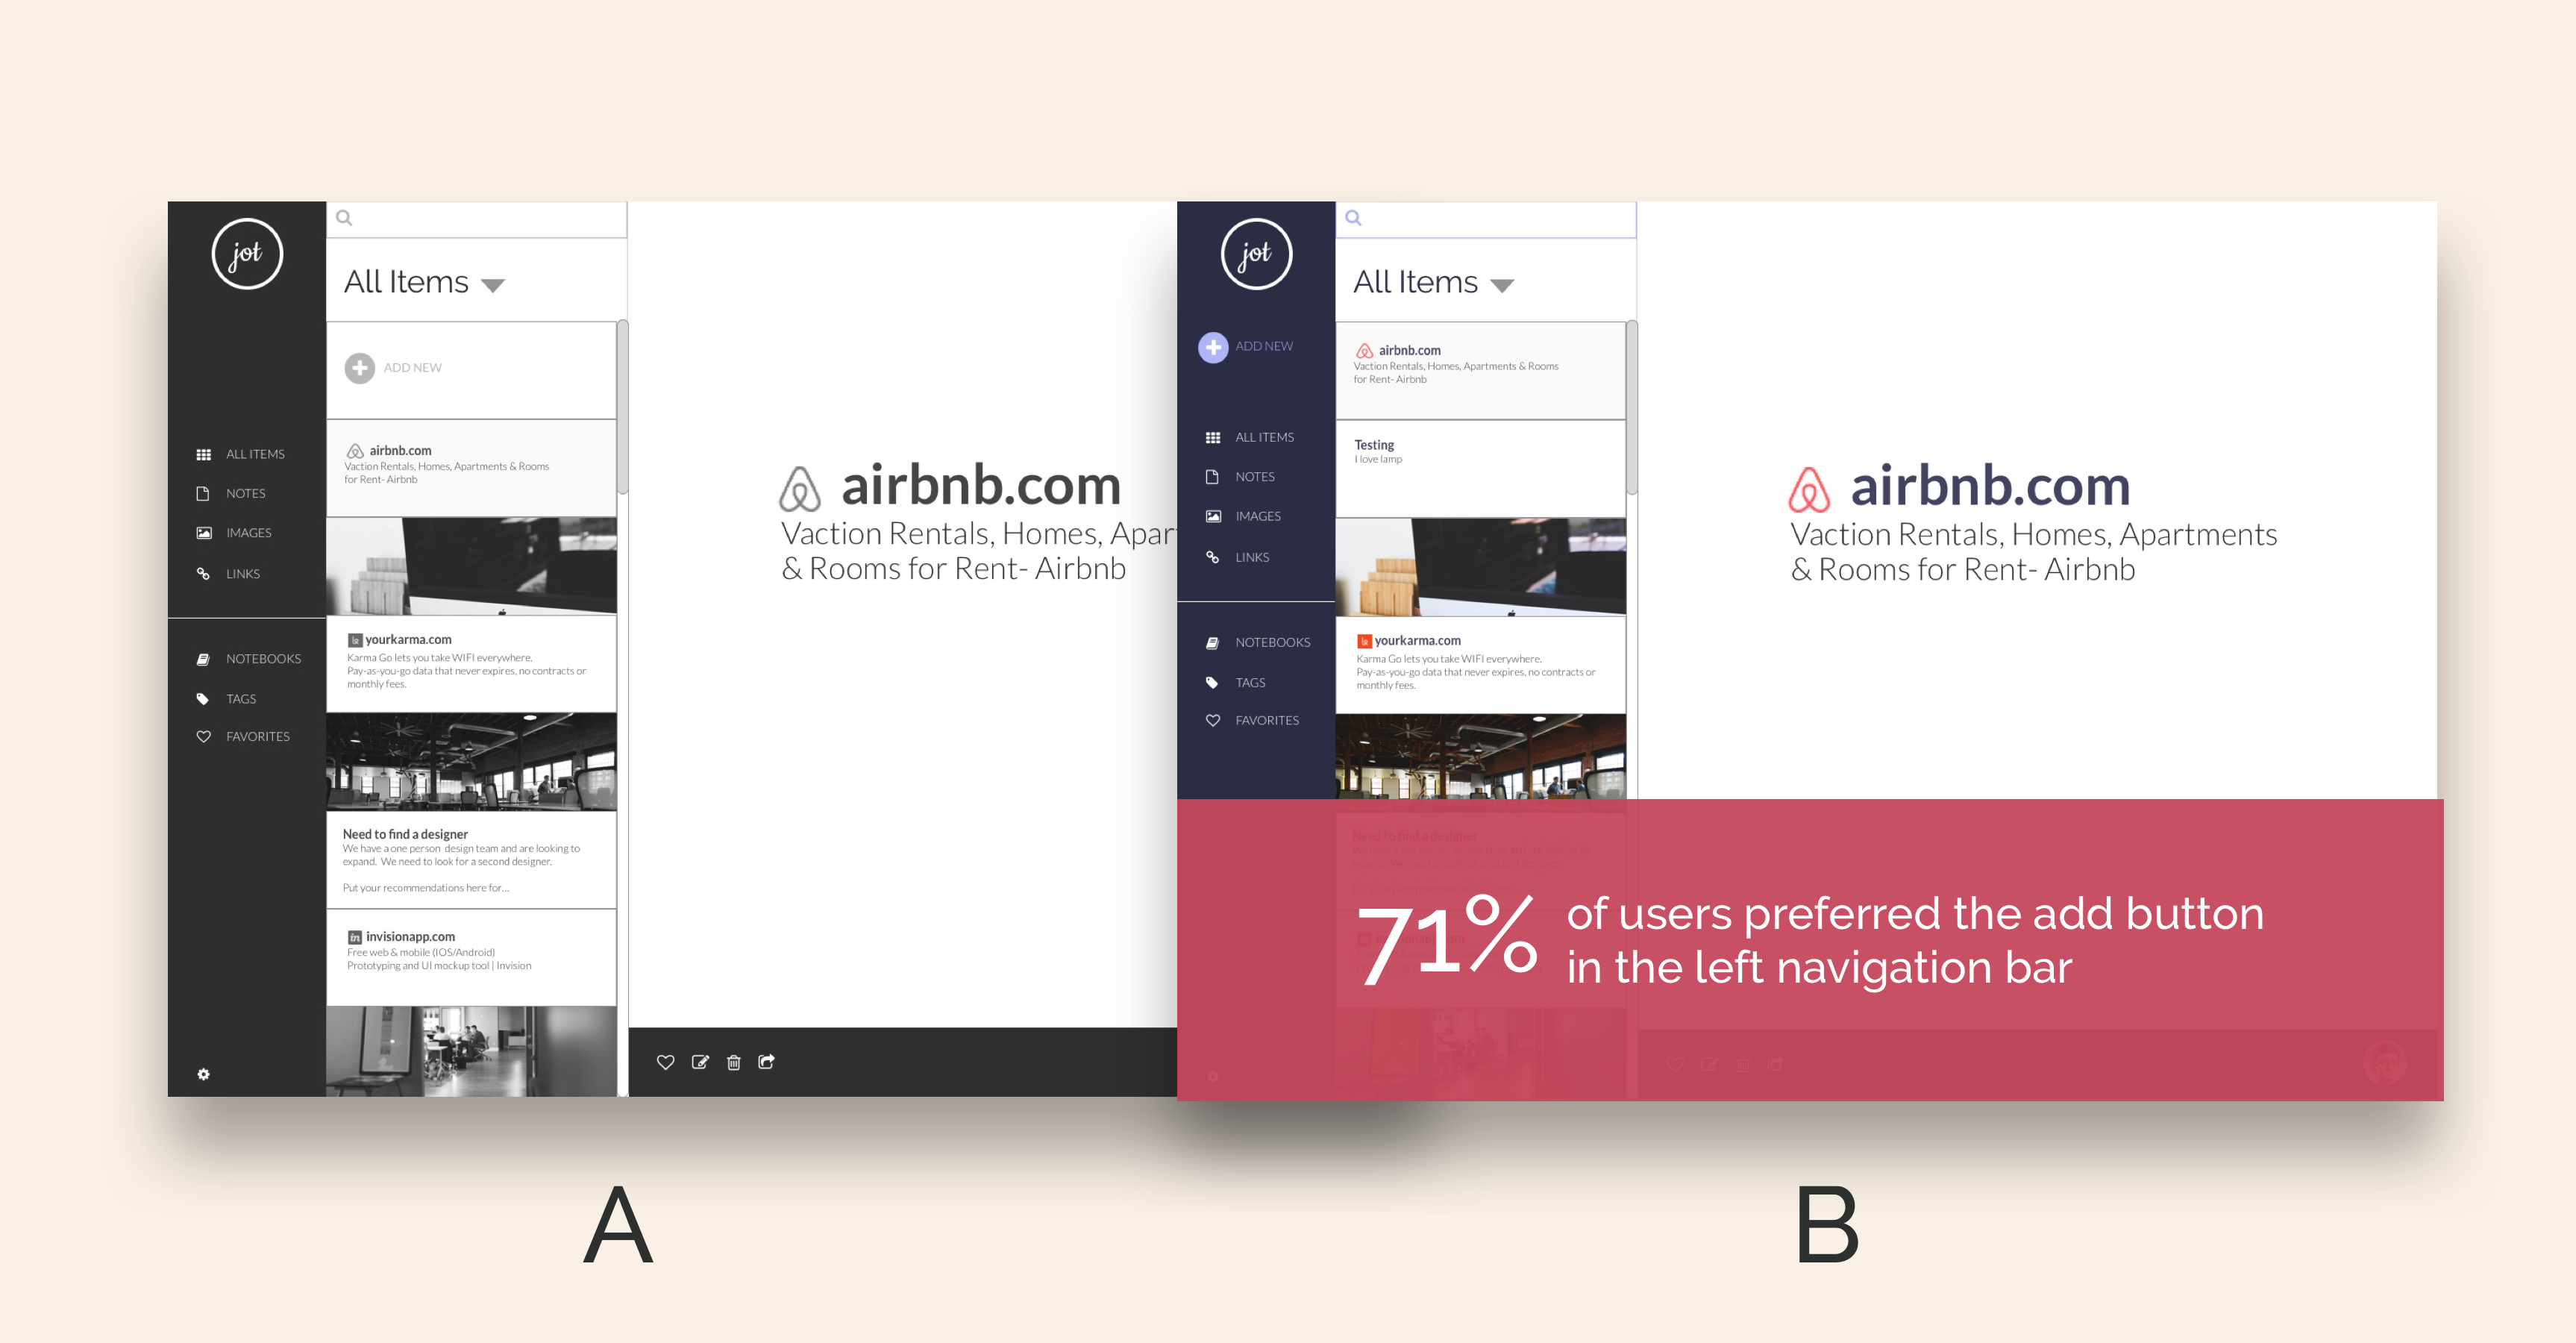 jot
All Items
ADD NEW
airbnb.com
Vaction Rentals, Homes, Apartments & Rooms
for Rent- Airbnb
ALL ITEMS
NOTES
IMAGES
LINKS
yourkarma.com
Karma Go lets you take WIFI everywhere.
Pay-as-you-go data that never expires, no contracts or
monthly fees.
NOTEBOOKS
TAGS
FAVORITES
Need to find a designer
We have a one person design team and are looking to
expand. We need to look for a second designer.
Put your recommendations here for...
in invisionapp.com
Free web & mobile (IOS/Android)
Prototyping and UI mockup tool | Invision
airbnb.com
Vaction Rentals, Homes, Apar
& Rooms for Rent- Airbnb
jot
All Items
ADD NEW
airbnb.com
Vaction Rentals, Homes, Apartments & Rooms
for Rent- Airbnb
ALL ITEMS
NOTES
IMAGES
LINKS
Testing
I love lamp
yourkarma.com
Karma Go lets you take WIFI everywhere.
Pay-as-you-go data that never expires, no contracts or
monthly fees.
NOTEBOOKS
TAGS
FAVORITES
airbnb.com
Vaction Rentals, Homes, Apartments
& Rooms for Rent- Airbnb
Need to find a designer
71% of users preferred the add button
in the left navigation bar
A
B